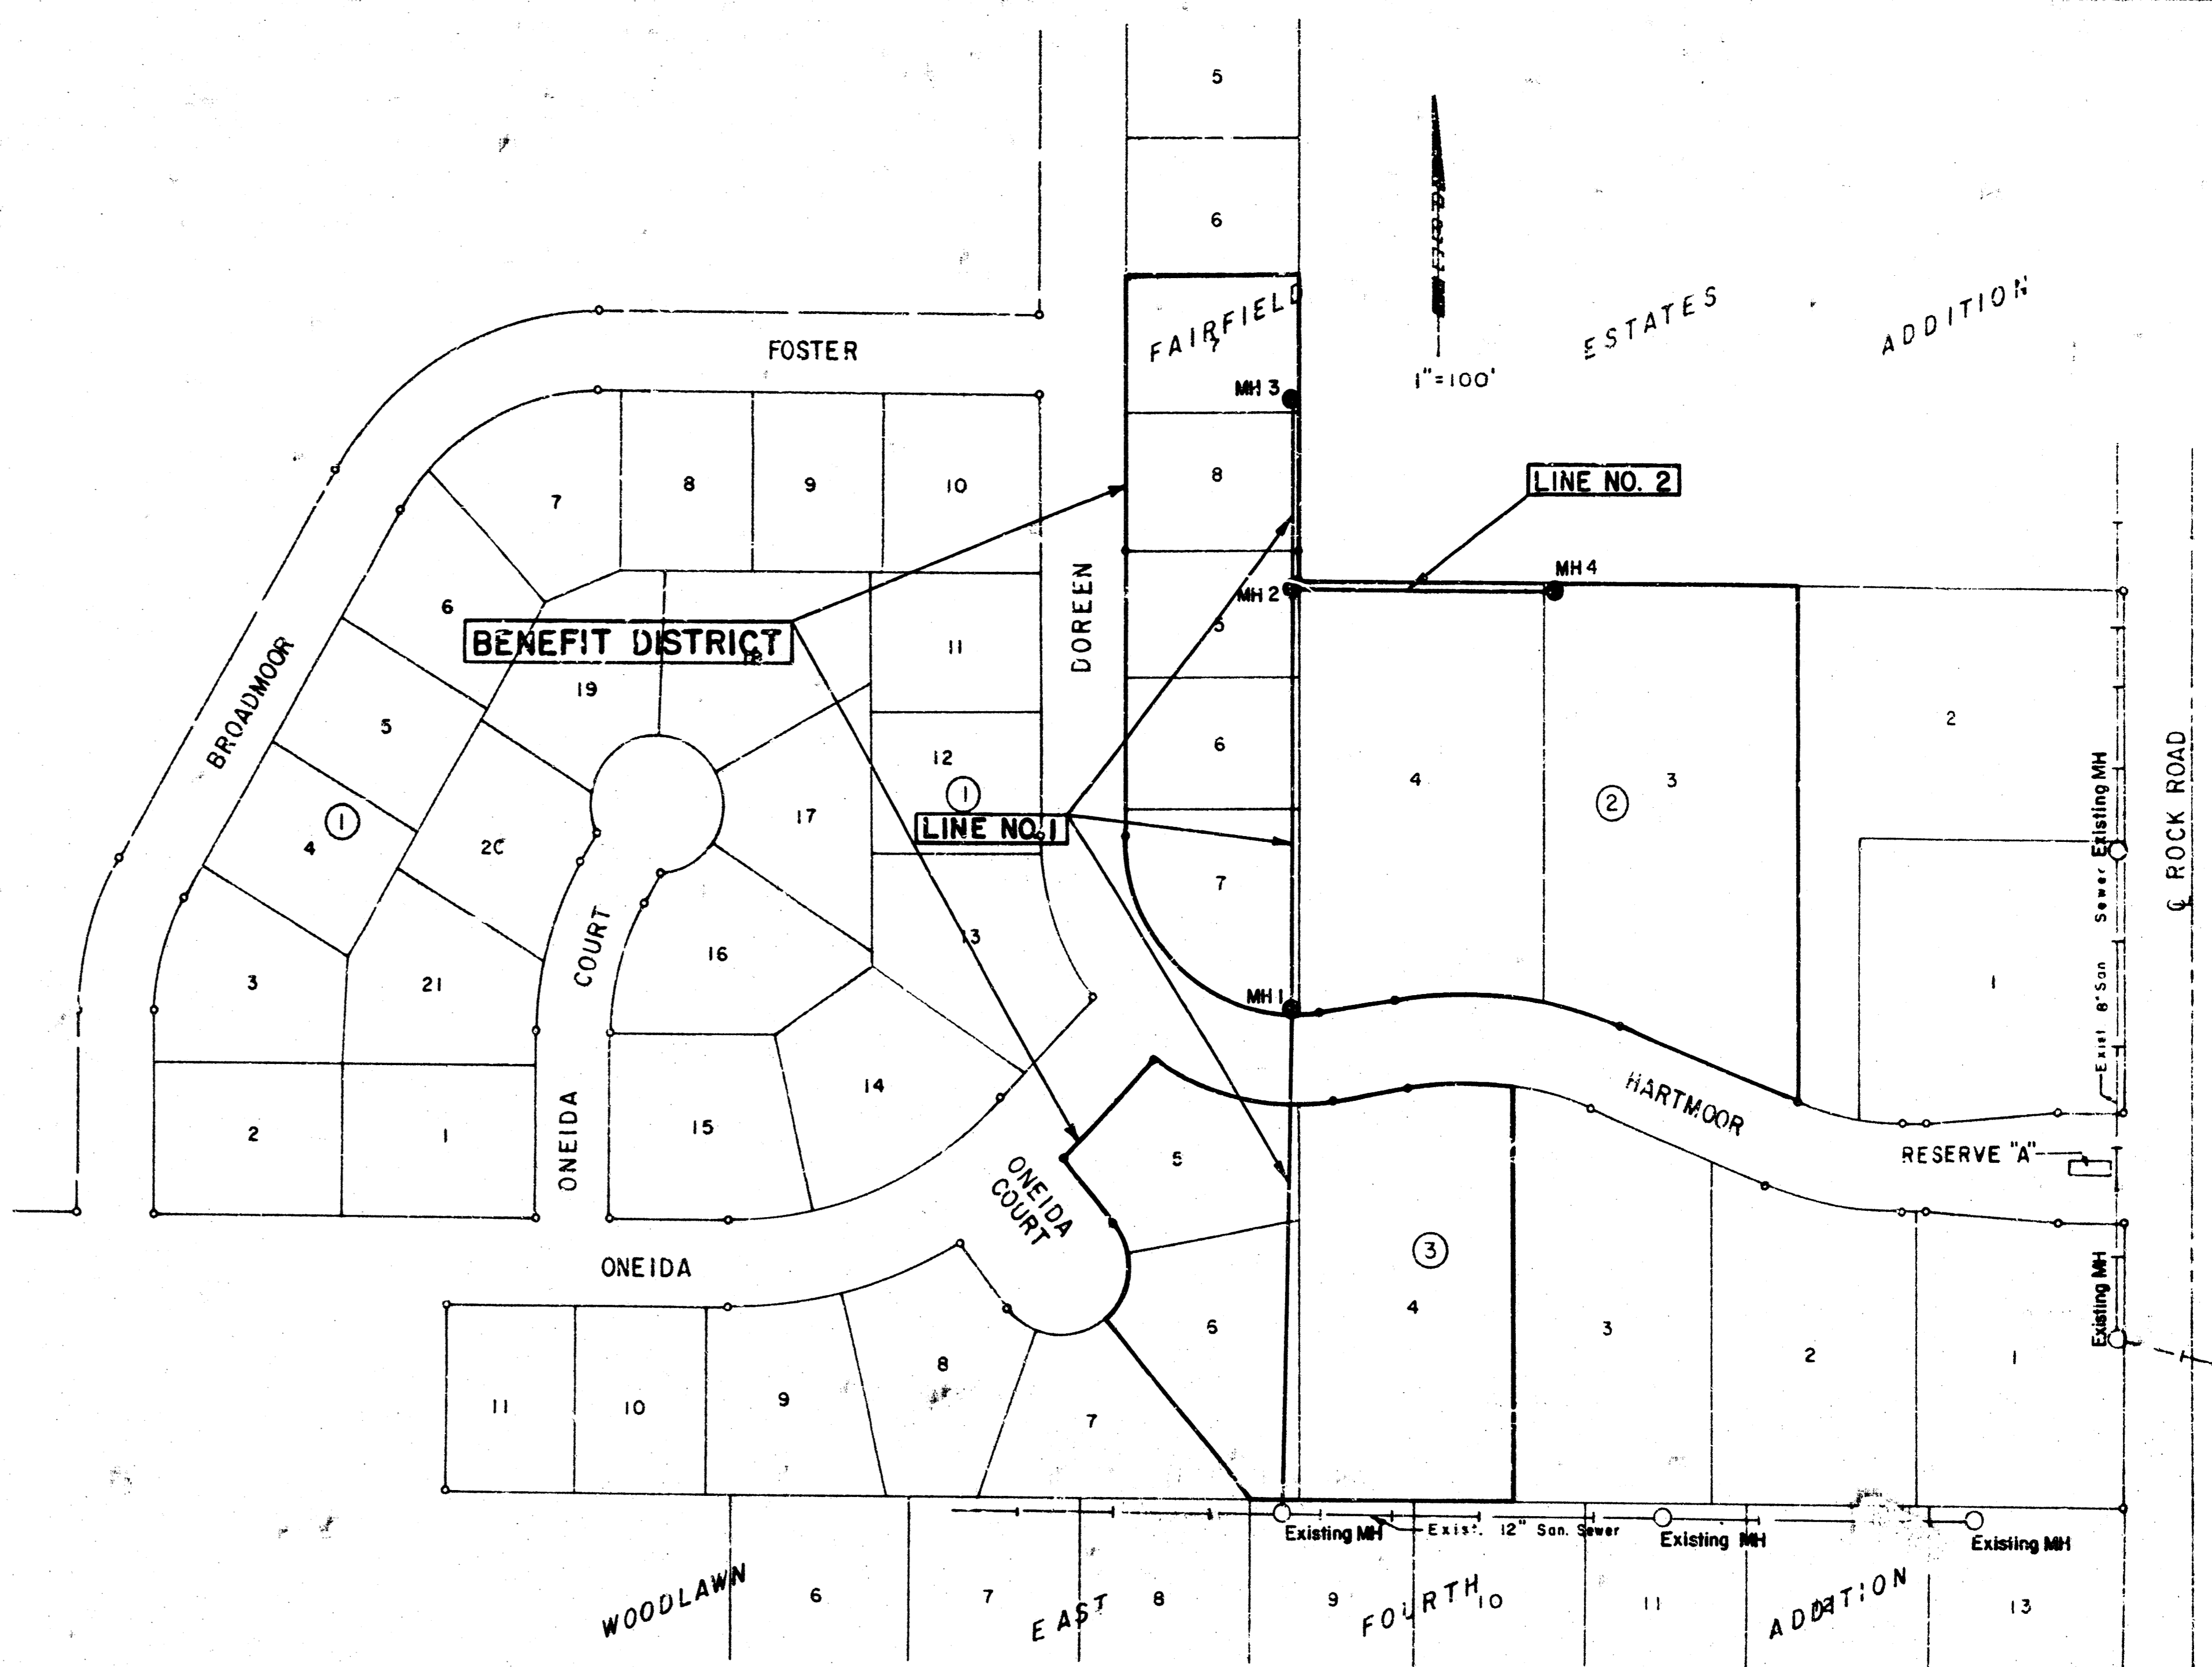 5
6
FAIRFIELD
ESTATES
ADDITION
7
1"=100'
FOSTER
MH 3
8
LINE NO. 2
7
8
9
10
MH 4
MH 2
5
DOREEN
6
BENEFIT DISTRICT
11
19
BROADMOOR
5
6
12
1
LINE NO. 1
4
2
3
2
ROCK ROAD
Existing MH
Exist. 8" San. Sewer
4
1
20
17
7
1
COURT
16
13
3
21
MH 1
HARTMOOR
RESERVE "A"
2
1
ONEIDA
15
14
5
ONEIDA
COURT
3
4
ONEIDA
6
3
2
1
Existing MH
11
10
9
8
7
Existing MH
Exist. 12" San. Sewer
Existing MH
Existing MH
WOODLAWN
EAST
FOURTH
ADDITION
6
7
8
9
10
11
13